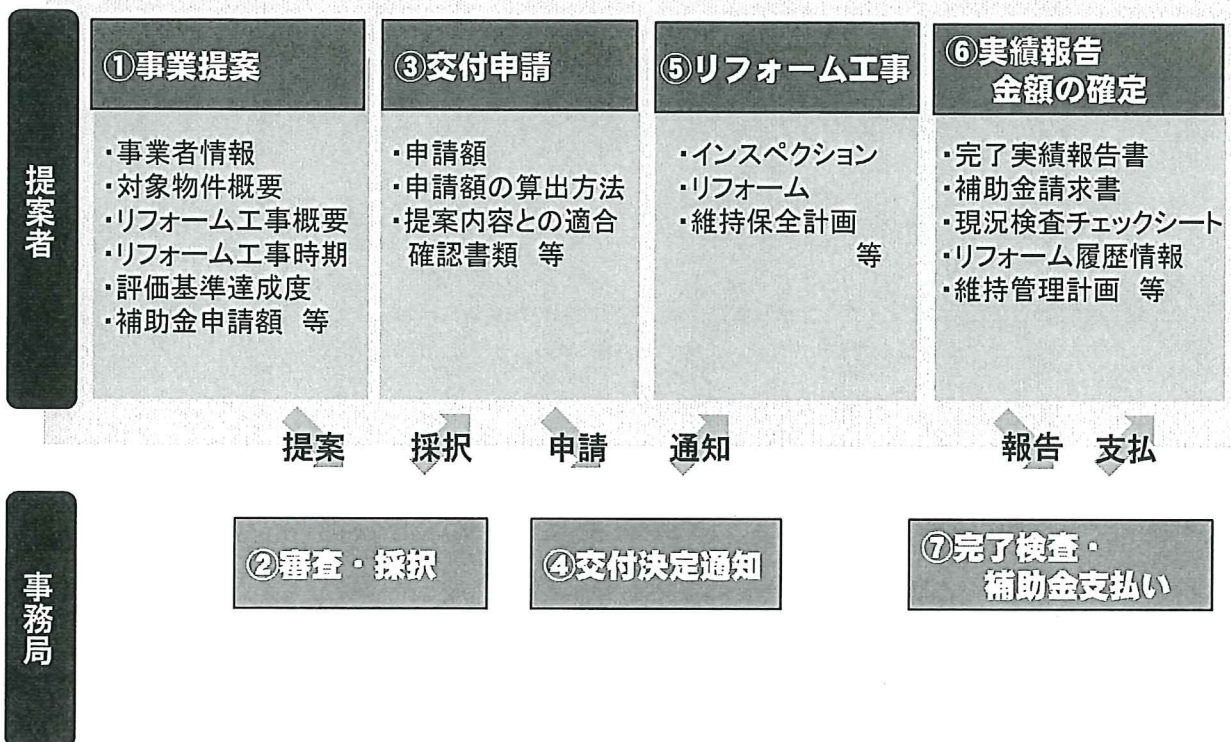 提案者
①事業提案
・事業者情報
・対象物件概要
・リフォーム工事概要
・リフォーム工事時期
・評価基準達成度
・補助金申請額 等
③交付申請
・申請額
・申請額の算出方法
・提案内容との適合
確認書類 等
⑤リフォーム工事
・インスペクション
・リフォーム
・維持保全計画
等
⑥実績報告
金額の確定
・完了実績報告書
・補助金請求書
・現況検査チェックシート
・リフォーム履歴情報
・維持管理計画 等
提案 採択 申請 通知 報告 支払
事務局
②審査・採択
④交付決定通知
⑦完了検査・
補助金支払い